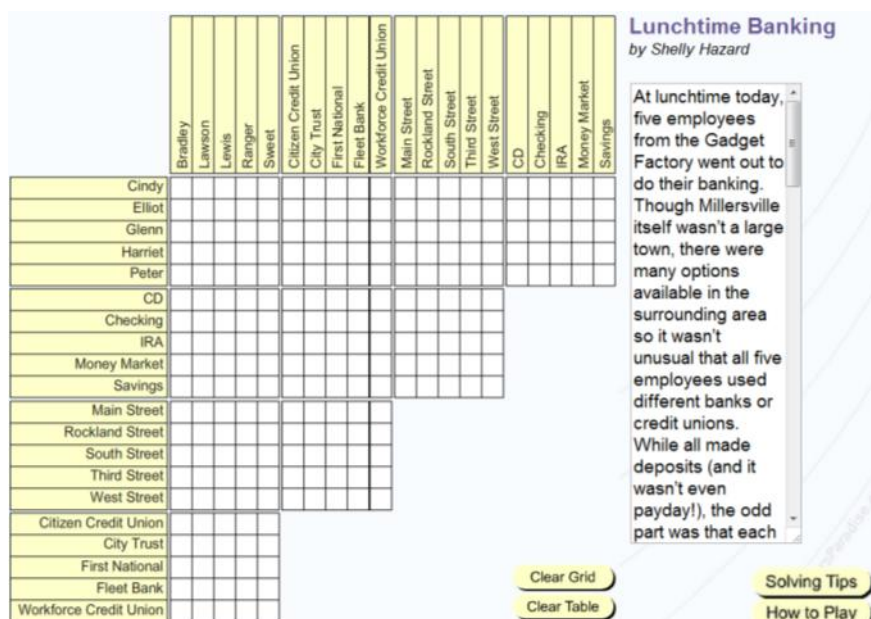 Bradley
Lawson
Lewis
Ranger
Sweet
Citizen Credit Union
City Trust
First National
Fleet Bank
Workforce Credit Union
Main Street
Rockland Street
South Street
Third Street
West Street
CD
Checking
IRA
Money Market
Savings
Cindy
Elliot
Glenn
Harriet
Peter
CD
Checking
IRA
Money Market
Savings
Main Street
Rockland Street
South Street
Third Street
West Street
Citizen Credit Union
City Trust
First National
Fleet Bank
Workforce Credit Union
Lunchtime Banking
by Shelly Hazard
At lunchtime today,
five employees
from the Gadget
Factory went out to
do their banking.
Though Millersville
itself wasn't a large
town, there were
many options
available in the
surrounding area
so it wasn't
unusual that all five
employees used
different banks or
credit unions.
While all made
deposits (and it
wasn't even
payday!), the odd
part was that each
Clear Grid
Clear Table
Solving Tips
How to Play